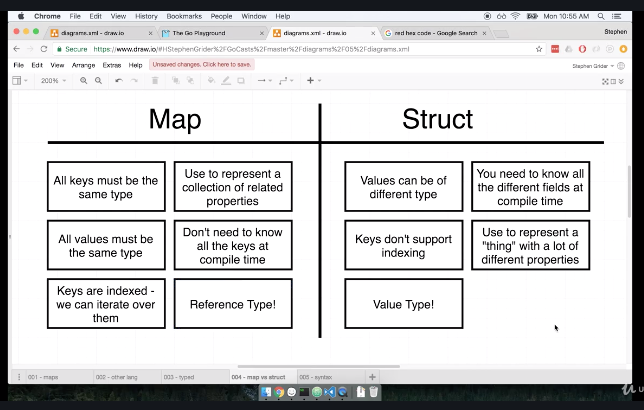 Chrome File Edit View History Bookmarks People Window Help
Mon 10:55 AM
diagrams.xml - draw.io
The Go Playground
diagrams.xml - draw.io
red hex code - Google Search
Stephen
Secure https://www.draw.io/#HStephenGrider%2FGoCasts%2Fmaster%2Fdiagrams%2F05%2Fdiagrams.xml
File Edit View Arrange Extras Help Unsaved changes. Click here to save.
Stephen Grider
200%
Map
Struct
All keys must be the
same type
Use to represent a
collection of related
properties
Values can be of
different type
You need to know all
the different fields at
compile time
All values must be
the same type
Don't need to know
all the keys at
compile time
Keys don't support
indexing
Use to represent a
"thing" with a lot of
different properties
Keys are indexed -
we can iterate over
them
Reference Type!
Value Type!
001 - maps
002 - other lang
003 - typed
004 - map vs struct
005 - syntax